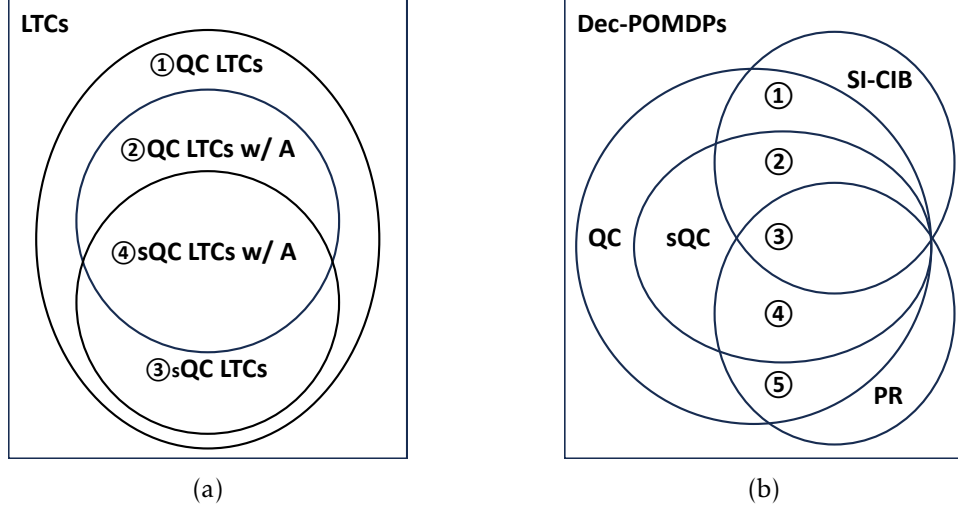 LTCs
①QC LTCs
②QC LTCs w/ A
④sQC LTCs w/ A
③sQC LTCs
(a)
Dec-POMDPs
SI-CIB
①
②
QC
sQC
③
④
⑤
PR
(b)